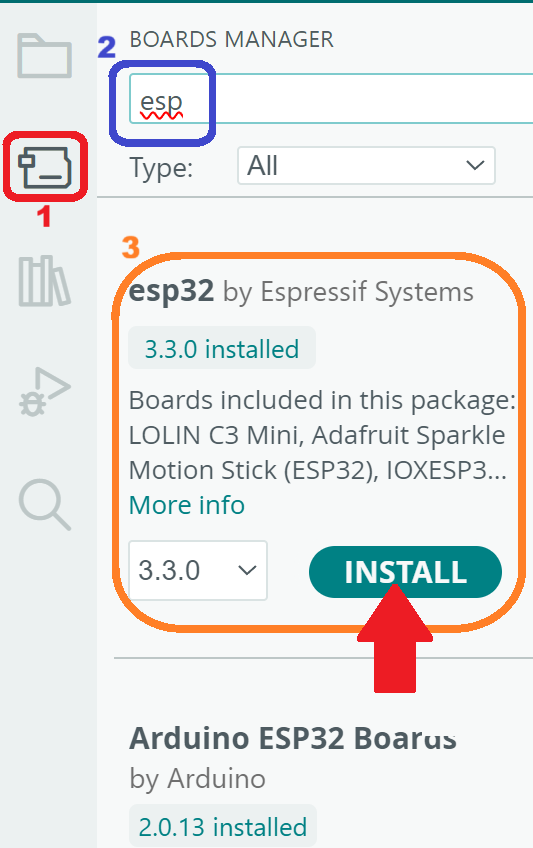 2 BOARDS MANAGER
esp
Type: All
1
3
esp32 by Espressif Systems
3.3.0 installed
Boards included in this package:
LOLIN C3 Mini, Adafruit Sparkle
Motion Stick (ESP32), IOXESP3...
More info
3.3.0 INSTALL
Arduino ESP32 Boards
by Arduino
2.0.13 installed